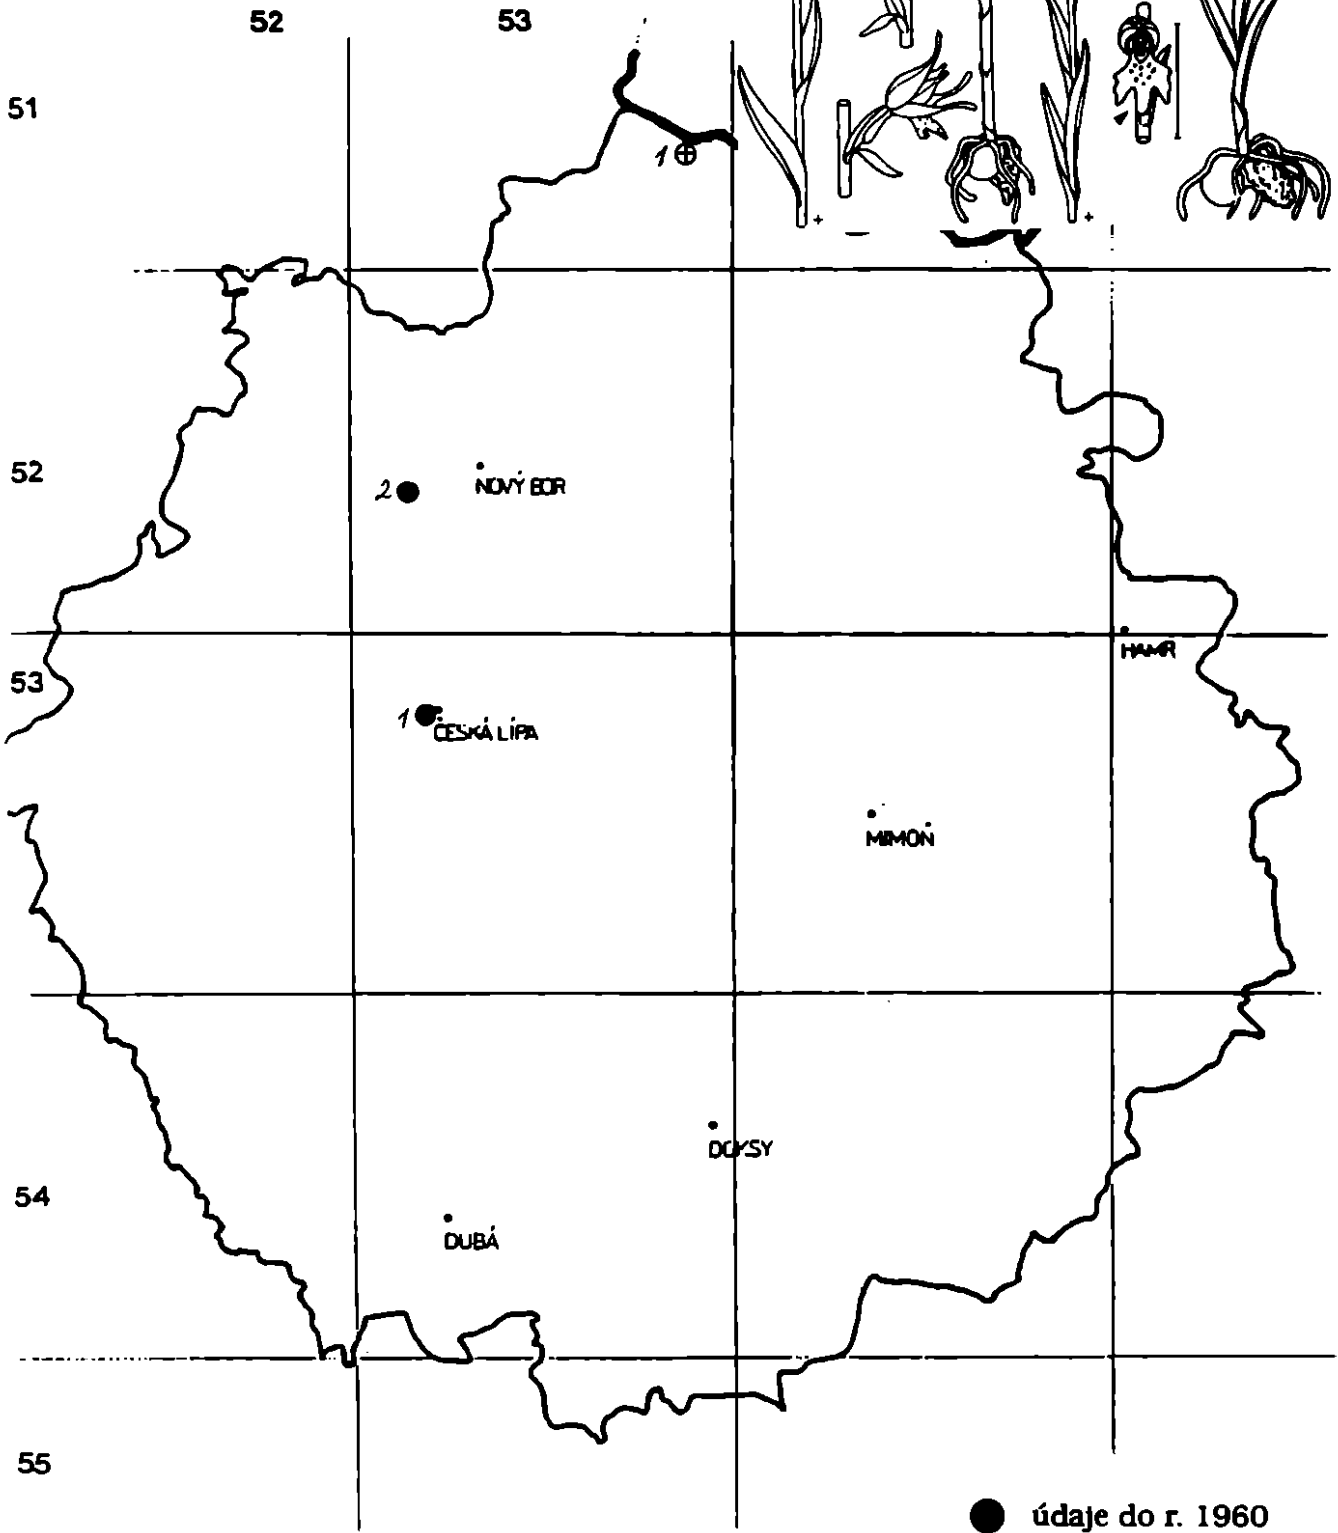 52 53
51
1
52
NOVÝ BOR
2
HAMR
53
1
ČESKÁ LÍPA
MIMOŇ
DOKSY
54
DUBÁ
55
údaje do r. 1960